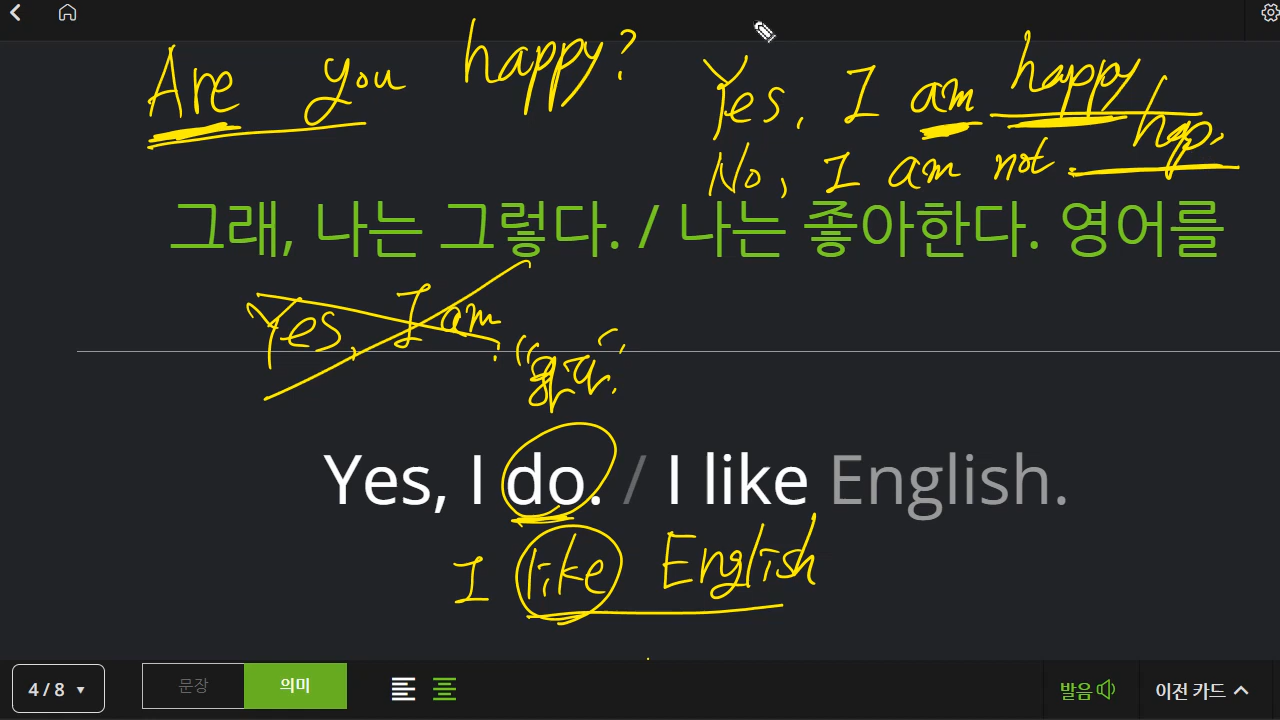 Are you happy?
Yes, I am happy
No, I am not hap.
그래, 나는 그렇다. / 나는 좋아한다. 영어를
Yes, I am.
Yes, I do. / I like English.
I like English
4 / 8 ▼ 문장 의미 발음 이전 카드